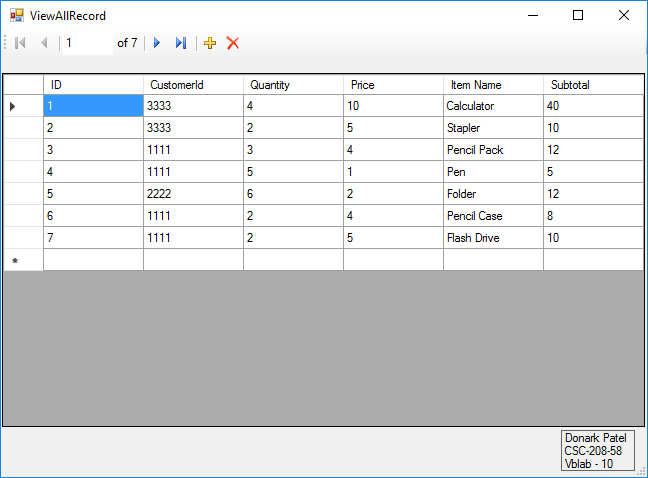 ViewAllRecord
1 of 7
ID CustomerId Quantity Price Item Name Subtotal
1 3333 4 10 Calculator 40
2 3333 2 5 Stapler 10
3 1111 3 4 Pencil Pack 12
4 1111 5 1 Pen 5
5 2222 6 2 Folder 12
6 1111 2 4 Pencil Case 8
7 1111 2 5 Flash Drive 10
Donark Patel
CSC-208-58
Vblab - 10